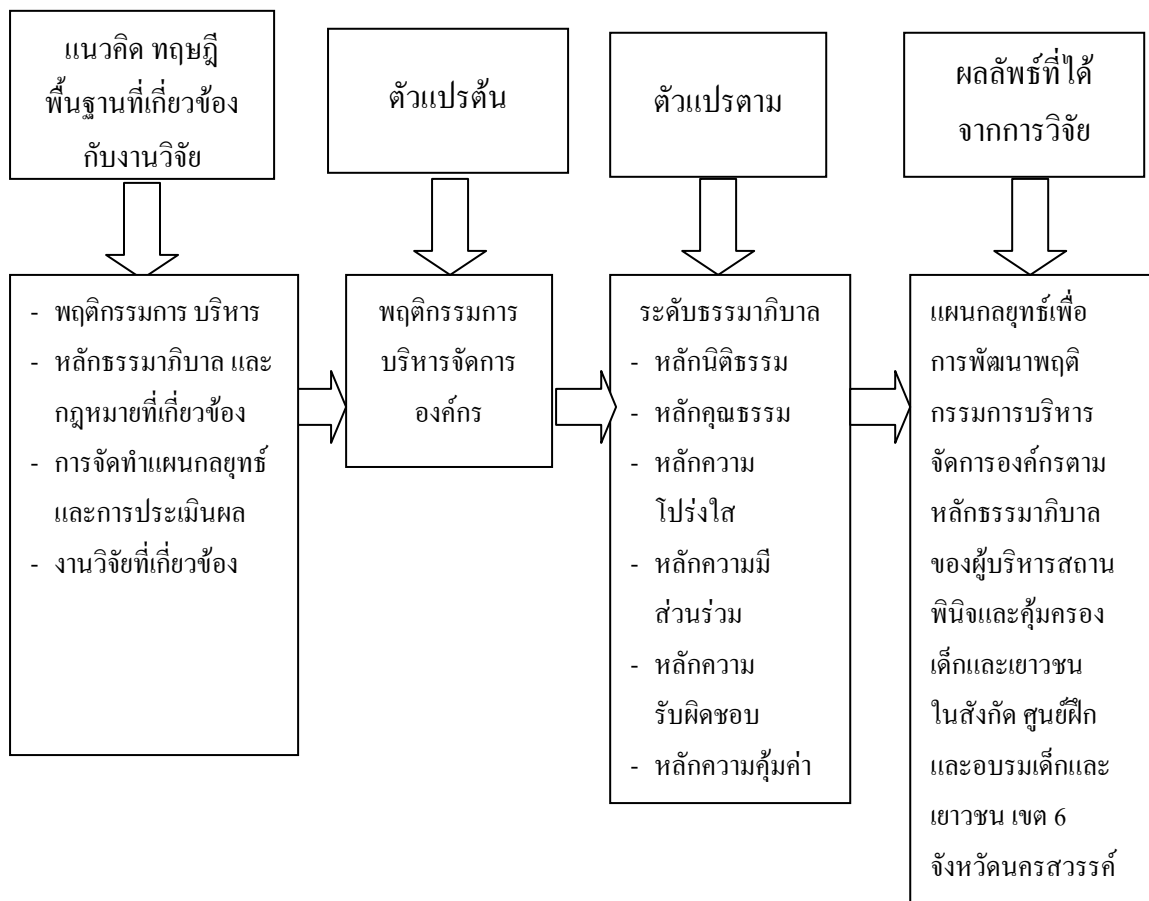 แนวคิด ทฤษฎี
พื้นฐานที่เกี่ยวข้อง
กับงานวิจัย
ตัวแปรต้น
ตัวแปรตาม
ผลลัพธ์ที่ได้
จากการวิจัย
- พฤติกรรมการ บริหาร
- หลักธรรมาภิบาล และ
กฎหมายที่เกี่ยวข้อง
- การจัดทำแผนกลยุทธ์
และการประเมินผล
- งานวิจัยที่เกี่ยวข้อง
พฤติกรรมการ
บริหารจัดการ
องค์กร
ระดับธรรมาภิบาล
- หลักนิติธรรม
- หลักคุณธรรม
- หลักความ
โปร่งใส
- หลักความมี
ส่วนร่วม
- หลักความ
รับผิดชอบ
- หลักความคุ้มค่า
แผนกลยุทธ์เพื่อ
การพัฒนาพฤติ
กรรมการบริหาร
จัดการองค์กรตาม
หลักธรรมาภิบาล
ของผู้บริหารสถาน
พินิจและคุ้มครอง
เด็กและเยาวชน
ในสังกัด ศูนย์ฝึก
และอบรมเด็กและ
เยาวชน เขต 6
จังหวัดนครสวรรค์